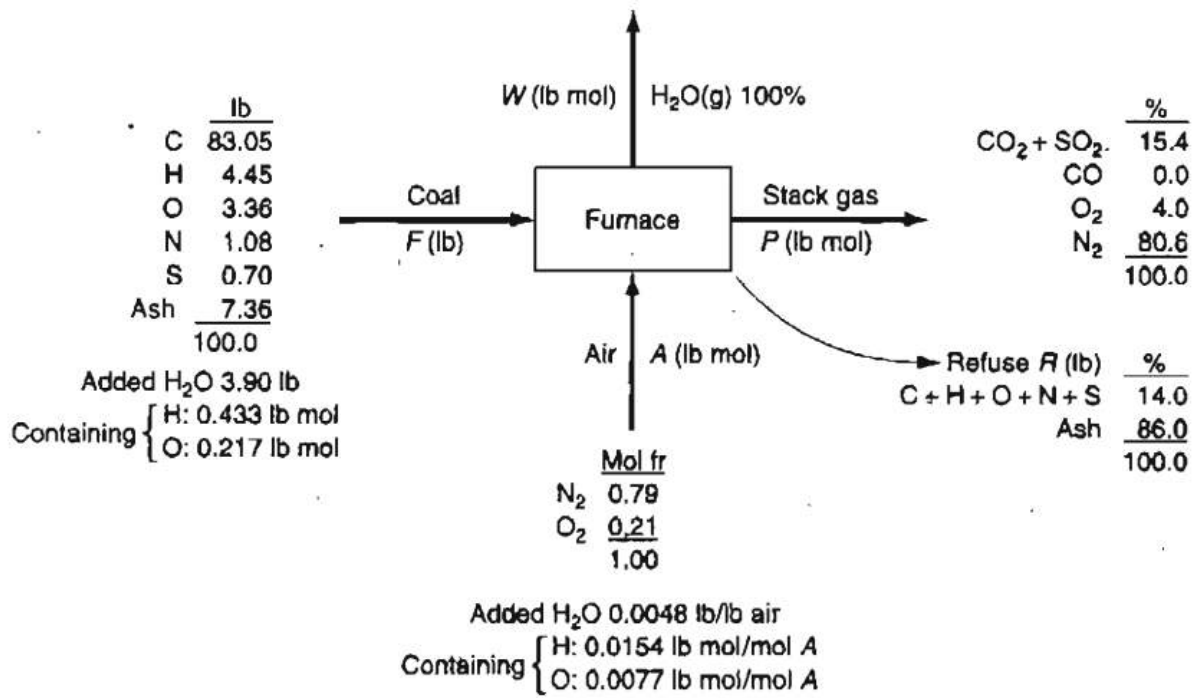 W (lb mol) H₂O(g) 100%
lb
C 83.05
H 4.45
O 3.36
N 1.08
S 0.70
Ash 7.36
100.0
Added H₂O 3.90 lb
Containing { H: 0.433 lb mol
O: 0.217 lb mol
Coal
F (lb)
Furnace
Stack gas
P (lb mol)
%
CO₂ + SO₂. 15.4
CO 0.0
O₂ 4.0
N₂ 80.6
100.0
Air A (lb mol)
Refuse R (lb) %
C + H + O + N + S 14.0
Ash 86.0
100.0
Mol fr
N₂ 0.79
O₂ 0,21
1.00
Added H₂O 0.0048 lb/lb air
Containing { H: 0.0154 lb mol/mol A
O: 0.0077 lb mol/mol A